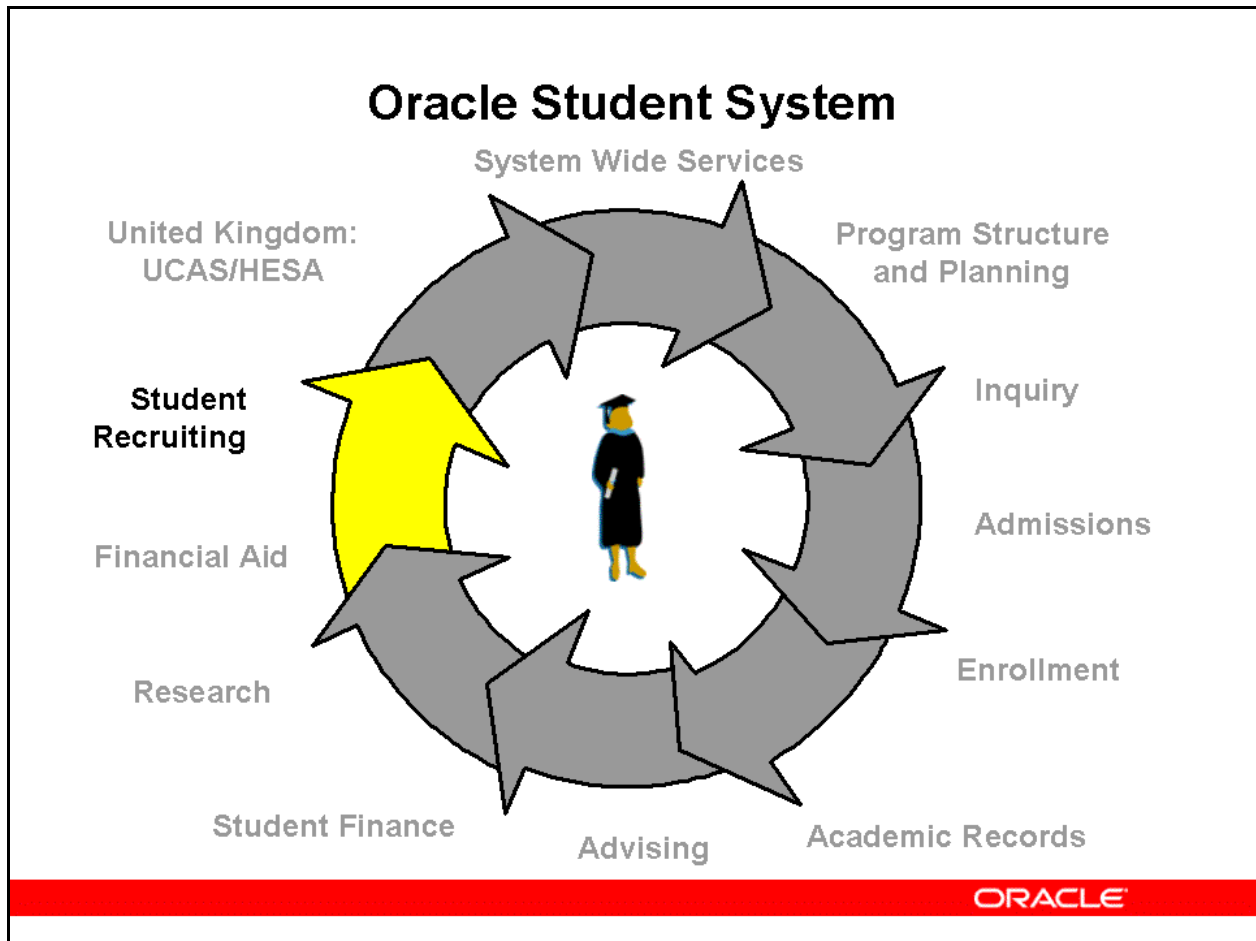 Oracle Student System
System Wide Services
United Kingdom:
UCAS/HESA
Program Structure
and Planning
Student
Recruiting
Inquiry
Financial Aid
Admissions
Research
Enrollment
Student Finance
Advising
Academic Records
ORACLE